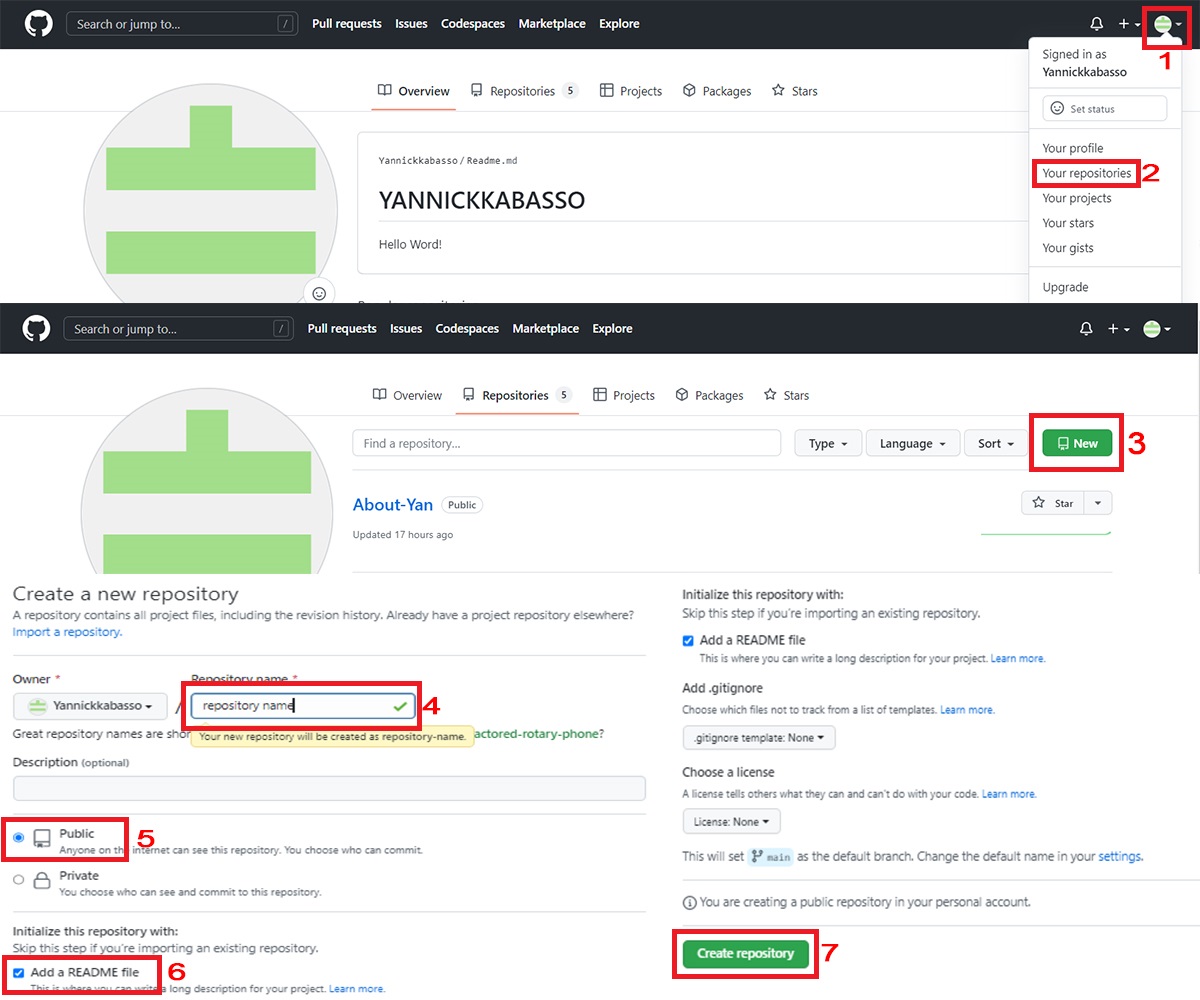 Search or jump to... /
Pull requests Issues Codespaces Marketplace Explore
1
Signed in as
Yannickkabasso
Set status
Your profile
Your repositories 2
Your projects
Your stars
Your gists
Upgrade
Overview Repositories 5 Projects Packages Stars
Yannickkabasso / Readme.md
YANNICKKABASSO
Hello Word!
Search or jump to... /
Pull requests Issues Codespaces Marketplace Explore
Overview Repositories 5 Projects Packages Stars
Find a repository... Type Language Sort New 3
About-Yan Public Star
Updated 17 hours ago
Create a new repository
A repository contains all project files, including the revision history. Already have a project repository elsewhere?
Import a repository.
Owner * Repository name *
Yannickkabasso / repository name 4
Great repository names are shor
Your new repository will be created as repository-name.
actored-rotary-phone?
Description (optional)
Public 5
Anyone on the internet can see this repository. You choose who can commit.
Private
You choose who can see and commit to this repository.
Initialize this repository with:
Skip this step if you're importing an existing repository.
Add a README file 6
This is where you can write a long description for your project. Learn more.
Initialize this repository with:
Skip this step if you're importing an existing repository.
Add a README file
This is where you can write a long description for your project. Learn more.
Add .gitignore
Choose which files not to track from a list of templates. Learn more.
.gitignore template: None
Choose a license
A license tells others what they can and can't do with your code. Learn more.
License: None
This will set main as the default branch. Change the default name in your settings.
You are creating a public repository in your personal account.
Create repository 7